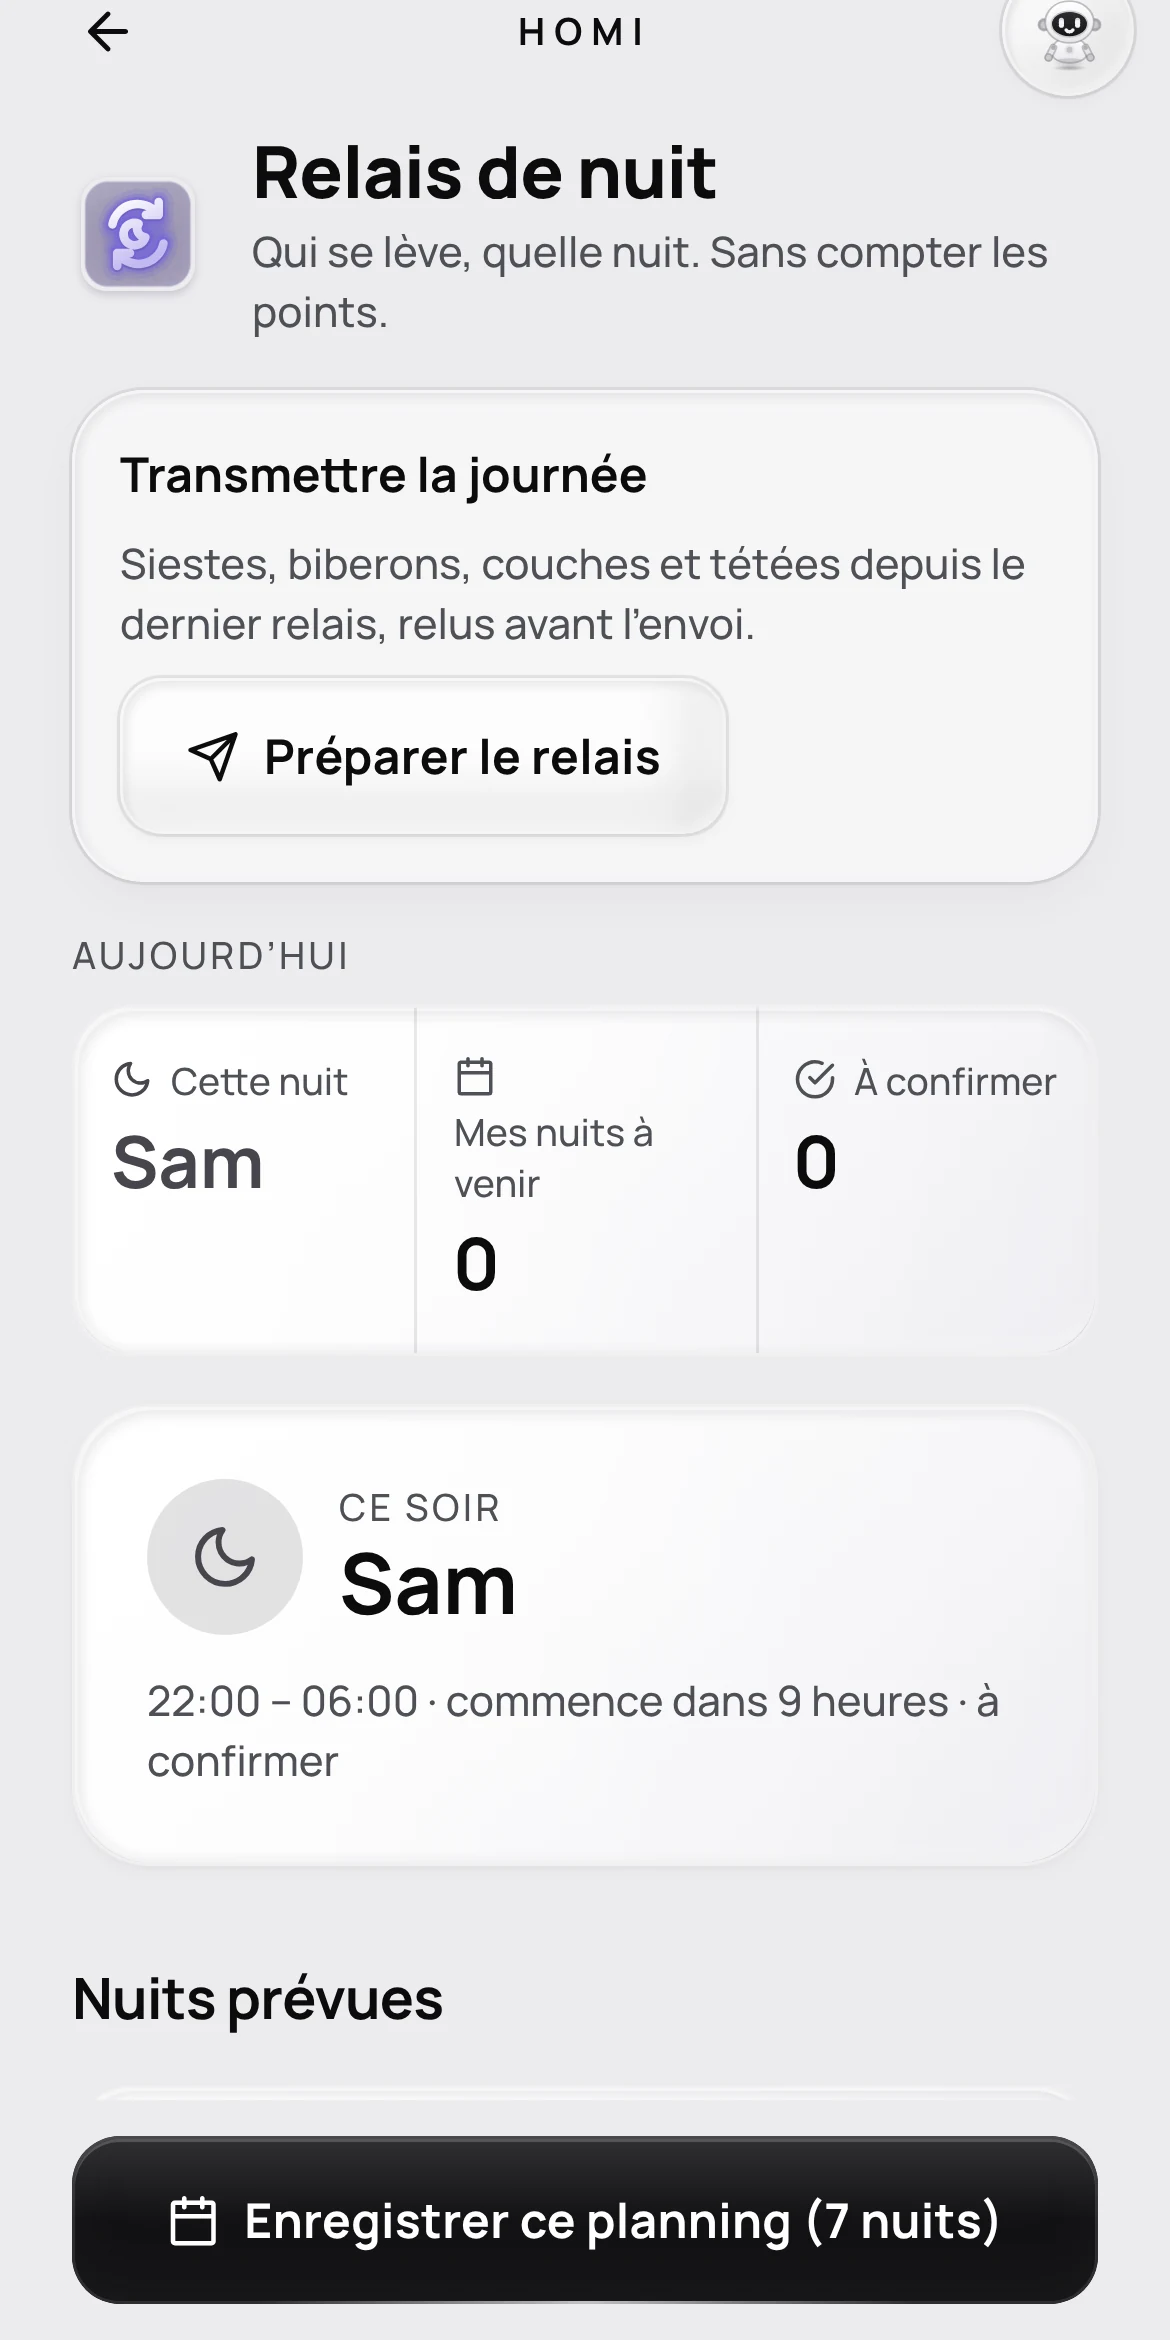 HOMI
Relais de nuit
Qui se lève, quelle nuit. Sans compter les
points.
Transmettre la journée
Siestes, biberons, couches et tétées depuis le
dernier relais, relus avant l’envoi.
Préparer le relais
AUJOURD’HUI
Cette nuit
Sam
Mes nuits à
venir
0
À confirmer
0
CE SOIR
Sam
22:00 – 06:00 · commence dans 9 heures · à
confirmer
Nuits prévues
Enregistrer ce planning (7 nuits)